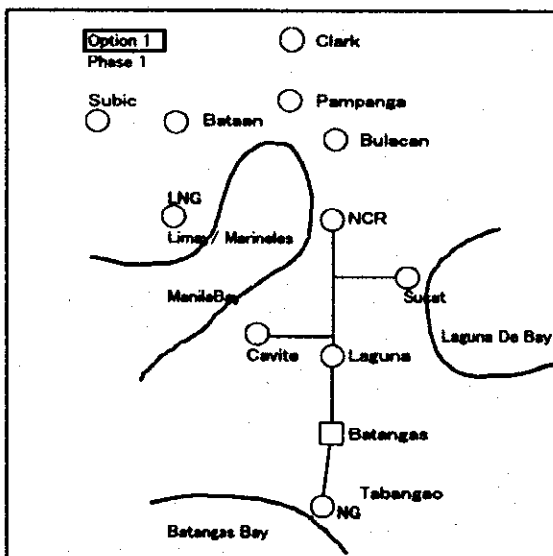 Option 1
Phase 1
Clark
Subic
Pampanga
Bataan
Bulacan
LNG
Limay/ Marineles
NCR
ManilaBay
Sucat
Laguna De Bay
Cavite
Laguna
Batangas
Tabangao
NG
Batangas Bay